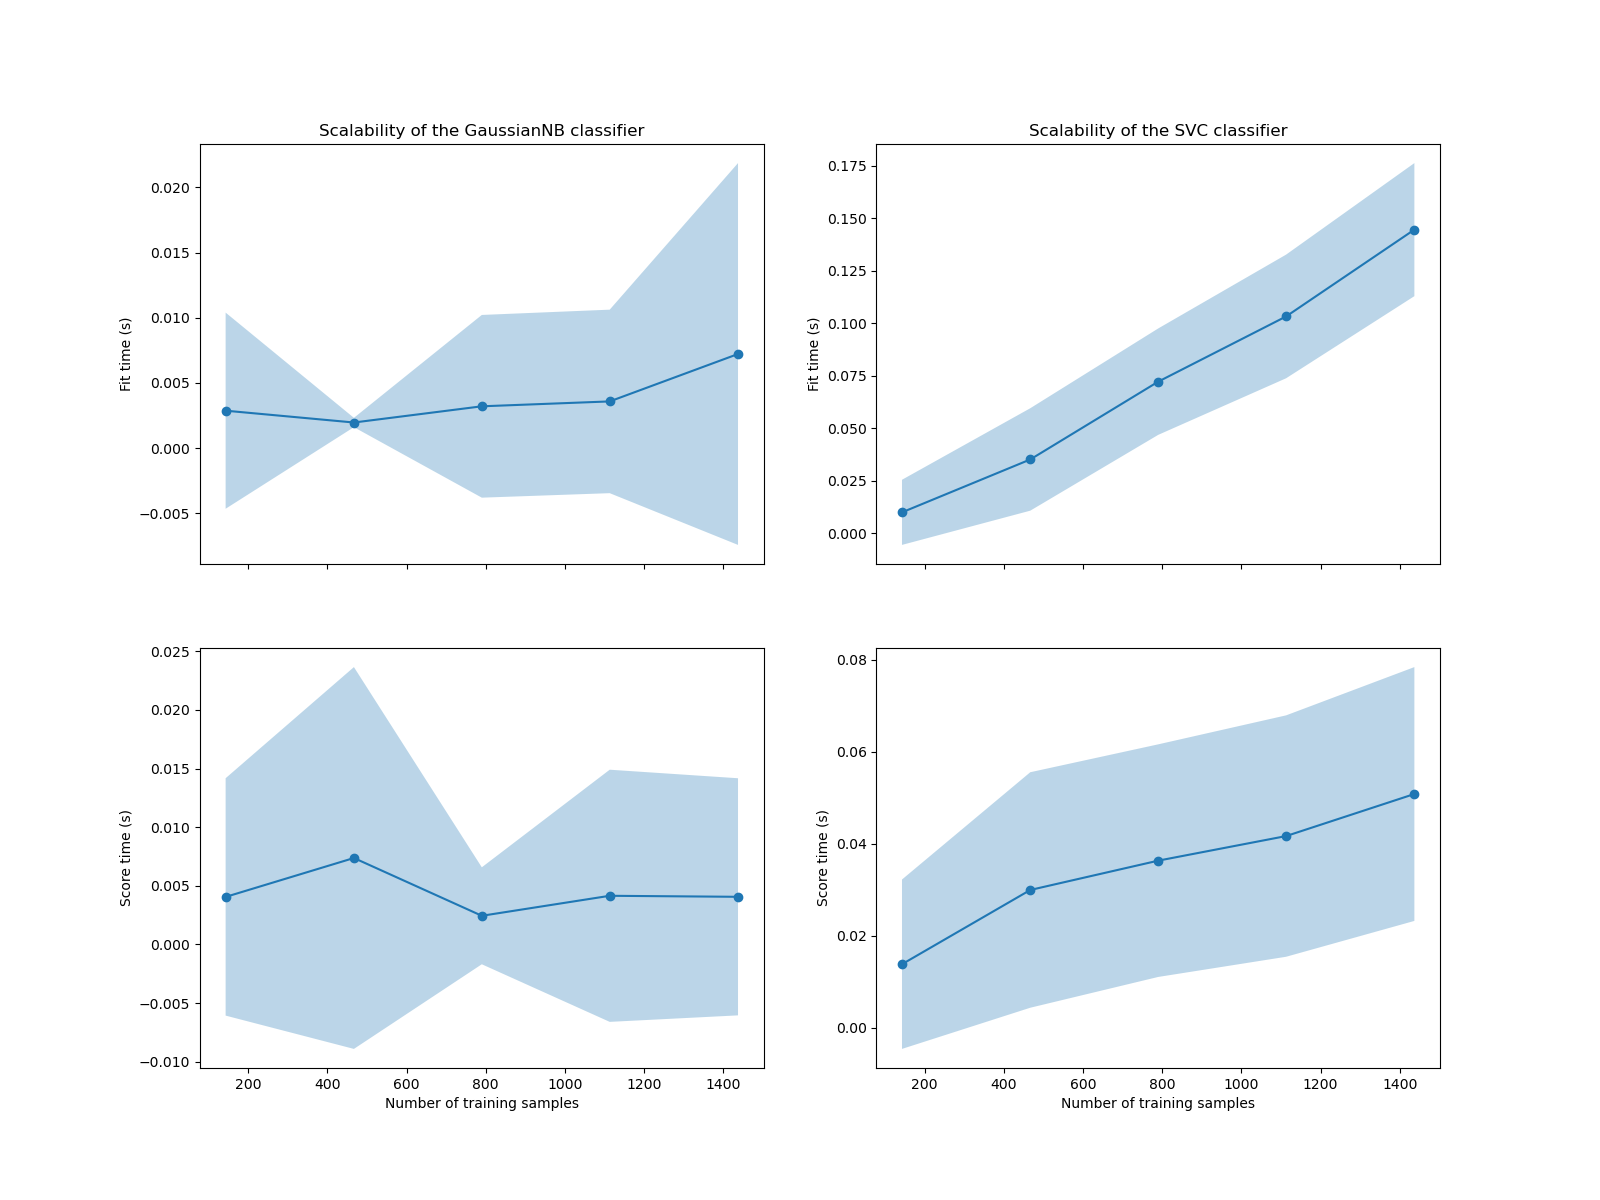 Scalability of the GaussianNB classifier
0.020
0.015
0.010
0.005
0.000
−0.005
Fit time (s)
Scalability of the SVC classifier
0.175
0.150
0.125
0.100
0.075
0.050
0.025
0.000
Fit time (s)
0.025
0.020
0.015
0.010
0.005
0.000
−0.005
−0.010
Score time (s)
200 400 600 800 1000 1200 1400
Number of training samples
0.08
0.06
0.04
0.02
0.00
Score time (s)
200 400 600 800 1000 1200 1400
Number of training samples